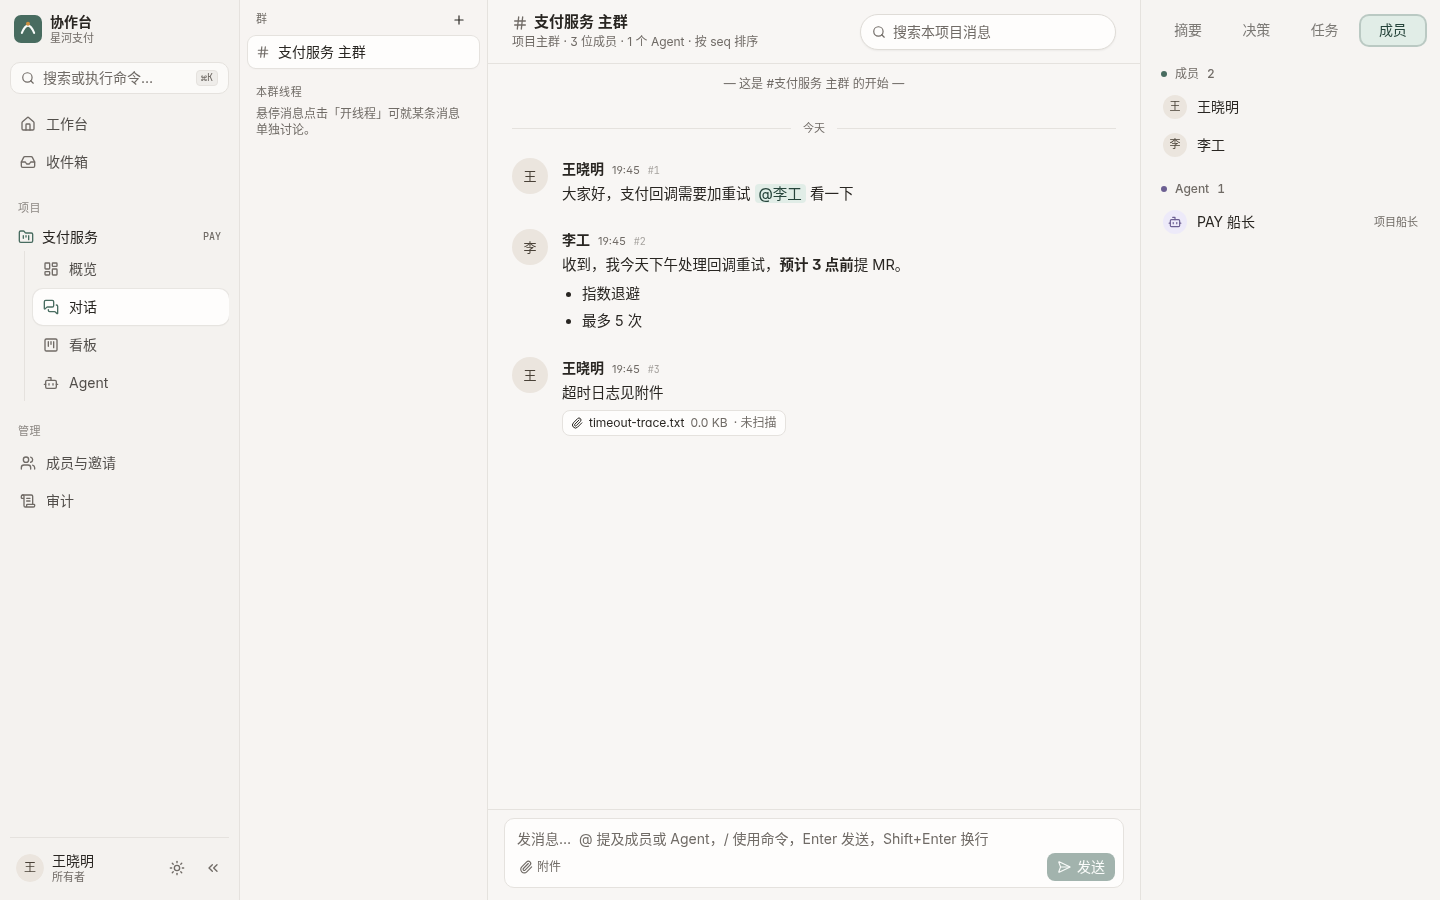 协作台
星河支付
搜索或执行命令... ⌘K
工作台
收件箱
项目
支付服务 PAY
概览
对话
看板
Agent
管理
成员与邀请
审计
王晓明
所有者
群
支付服务 主群
本群线程
悬停消息点击「开线程」可就某条消息
单独讨论。
支付服务 主群
项目主群 · 3 位成员 · 1 个 Agent · 按 seq 排序
搜索本项目消息
— 这是 #支付服务 主群 的开始 —
今天
王
王晓明 19:45 #1
大家好，支付回调需要加重试 @李工 看一下
李
李工 19:45 #2
收到，我今天下午处理回调重试，预计 3 点前提 MR。
• 指数退避
• 最多 5 次
王
王晓明 19:45 #3
超时日志见附件
timeout-trace.txt 0.0 KB · 未扫描
发消息... @ 提及成员或 Agent，/ 使用命令，Enter 发送，Shift+Enter 换行
附件
发送
摘要 决策 任务 成员
成员 2
王 王晓明
李 李工
Agent 1
PAY 船长 项目船长
王